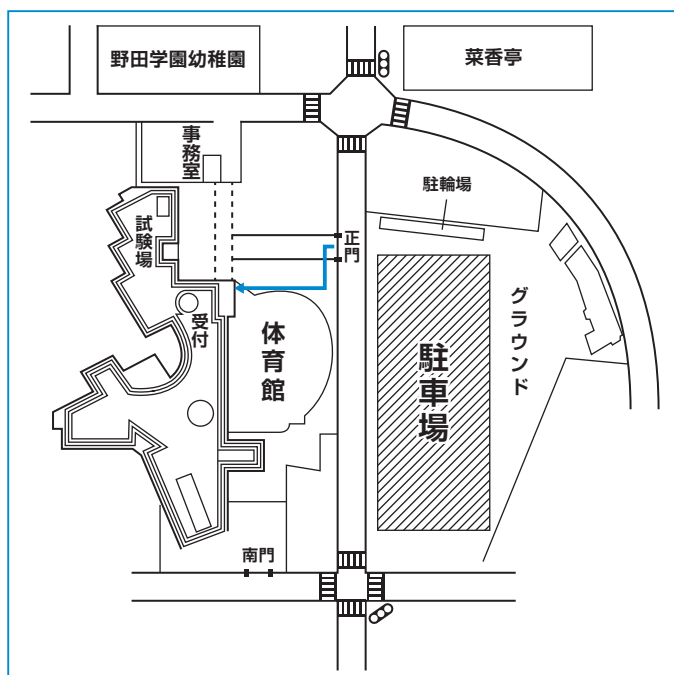 野田学園幼稚園
菜香亭
事務室
駐輪場
試験場
正門
グラウンド
受付
体育館
駐車場
南門